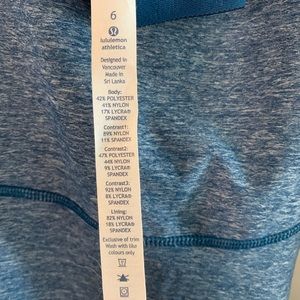 6
lululemon
athletica
Designed in
Vancouver
Made in
Sri Lanka
Body:
42% POLYESTER
41% NYLON
17% LYCRA®
SPANDEX
Contrast1:
89% NYLON
11% SPANDEX
Contrast2:
47% POLYESTER
44% NYLON
9% LYCRA®
SPANDEX
Contrast3:
92% NYLON
8% LYCRA®
SPANDEX
Lining:
82% NYLON
18% LYCRA®
SPANDEX
Exclusive of trim
Wash with like
colours only